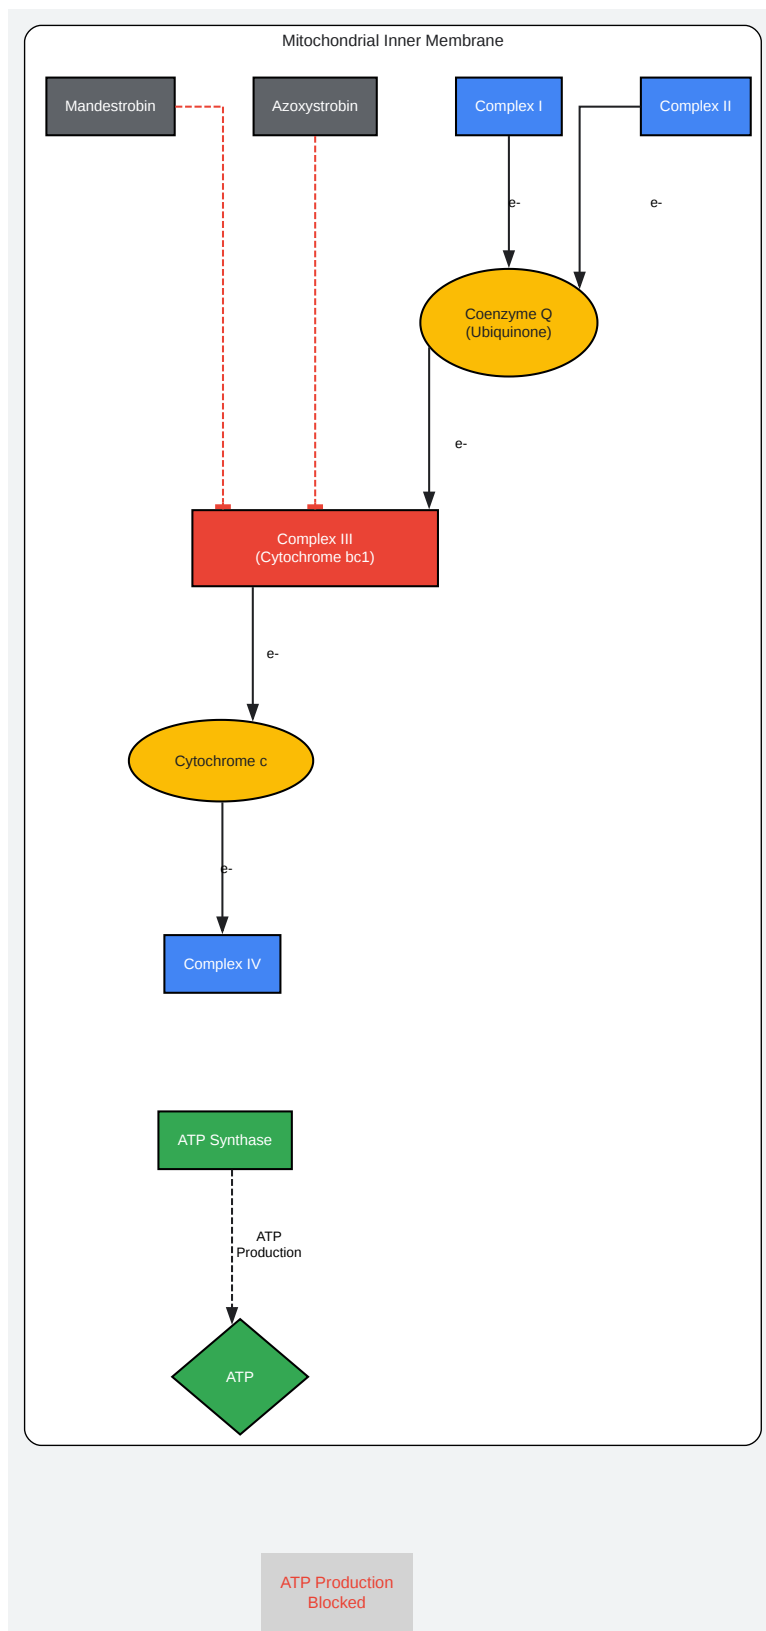 Mitochondrial Inner Membrane
Mandestrobin
Azoxystrobin
Complex I
Complex II
e-
e-
Coenzyme Q
(Ubiquinone)
e-
Complex III
(Cytochrome bc1)
e-
Cytochrome c
e-
Complex IV
ATP Synthase
ATP
Production
ATP
ATP Production
Blocked